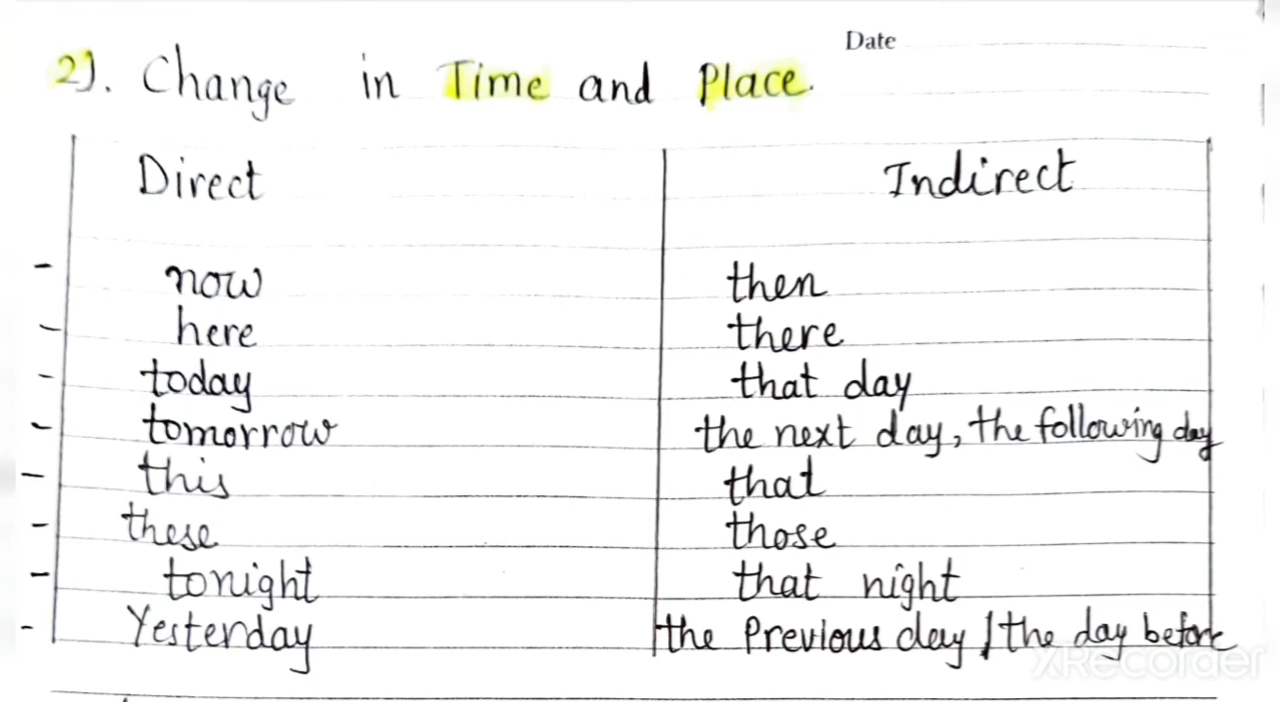 Date
2). Change in Time and Place.
Direct Indirect
- now then
- here there
- today that day
- tomorrow the next day, the following day
- this that
- these those
- tonight that night
- Yesterday the Previous day / the day before
XRecorder